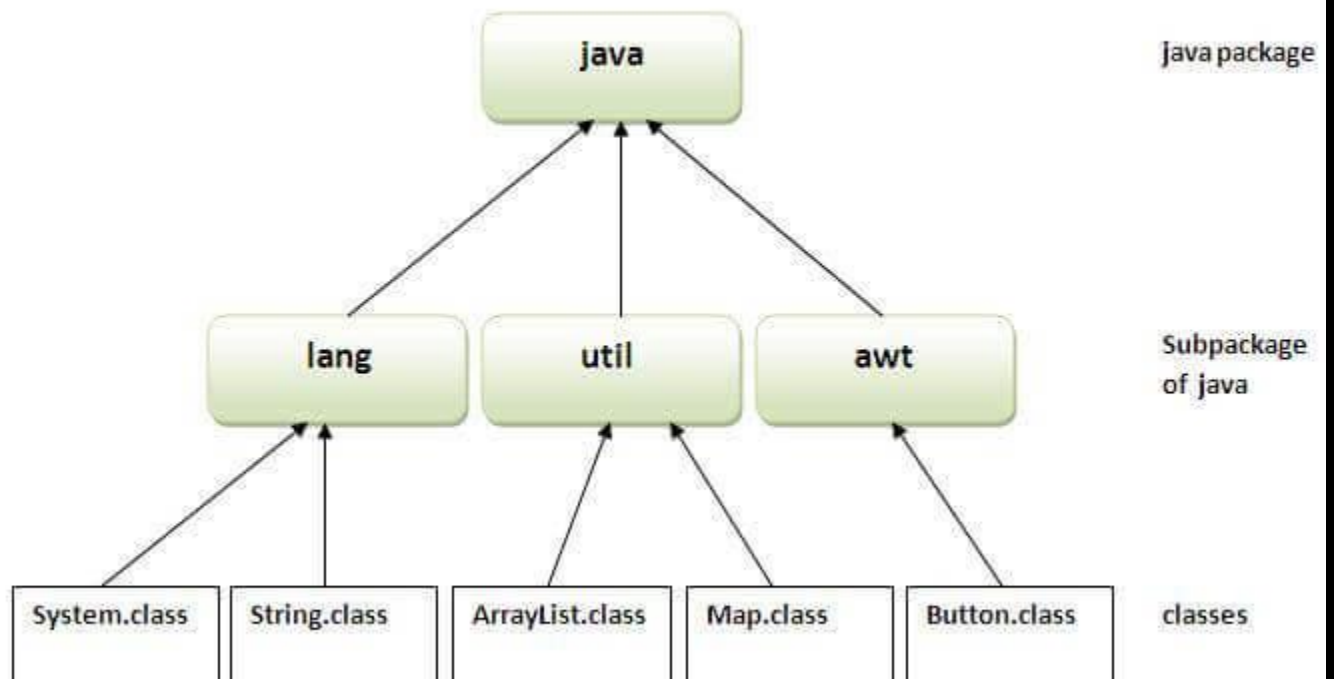 java
java package
lang
util
awt
Subpackage
of java
System.class
String.class
ArrayList.class
Map.class
Button.class
classes